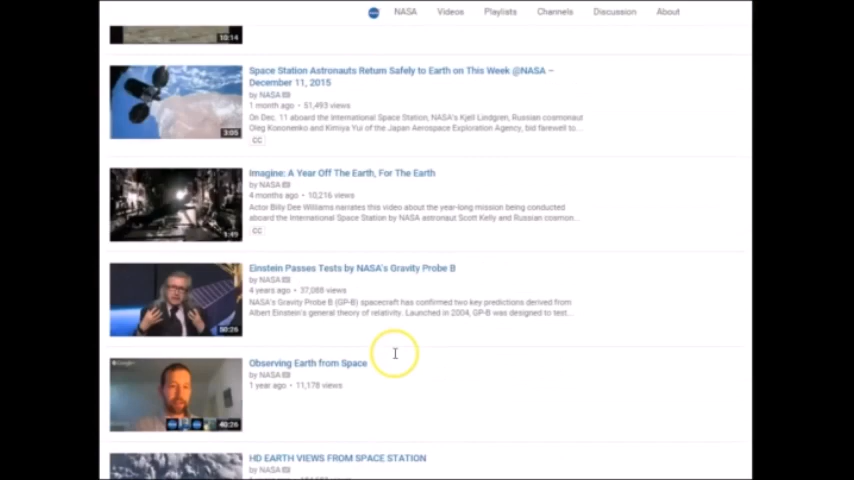 NASA Videos Playlists Channels Discussion About
10:14
Space Station Astronauts Return Safely to Earth on This Week @NASA –
December 11, 2015
by NASA
1 month ago • 51,493 views
On Dec. 11 aboard the International Space Station, NASA's Kjell Lindgren, Russian cosmonaut
Oleg Kononenko and Kimiya Yui of the Japan Aerospace Exploration Agency, bid farewell to...
3:05
CC
Imagine: A Year Off The Earth, For The Earth
by NASA
4 months ago • 10,216 views
Actor Billy Dee Williams narrates this video about the year-long mission being conducted
aboard the International Space Station by NASA astronaut Scott Kelly and Russian cosmon...
1:49
CC
Einstein Passes Tests by NASA's Gravity Probe B
by NASA
4 years ago • 37,088 views
NASA's Gravity Probe B (GP-B) spacecraft has confirmed two key predictions derived from
Albert Einstein's general theory of relativity. Launched in 2004, GP-B was designed to test...
50:26
Observing Earth from Space
by NASA
1 year ago • 11,178 views
40:26
HD EARTH VIEWS FROM SPACE STATION
by NASA